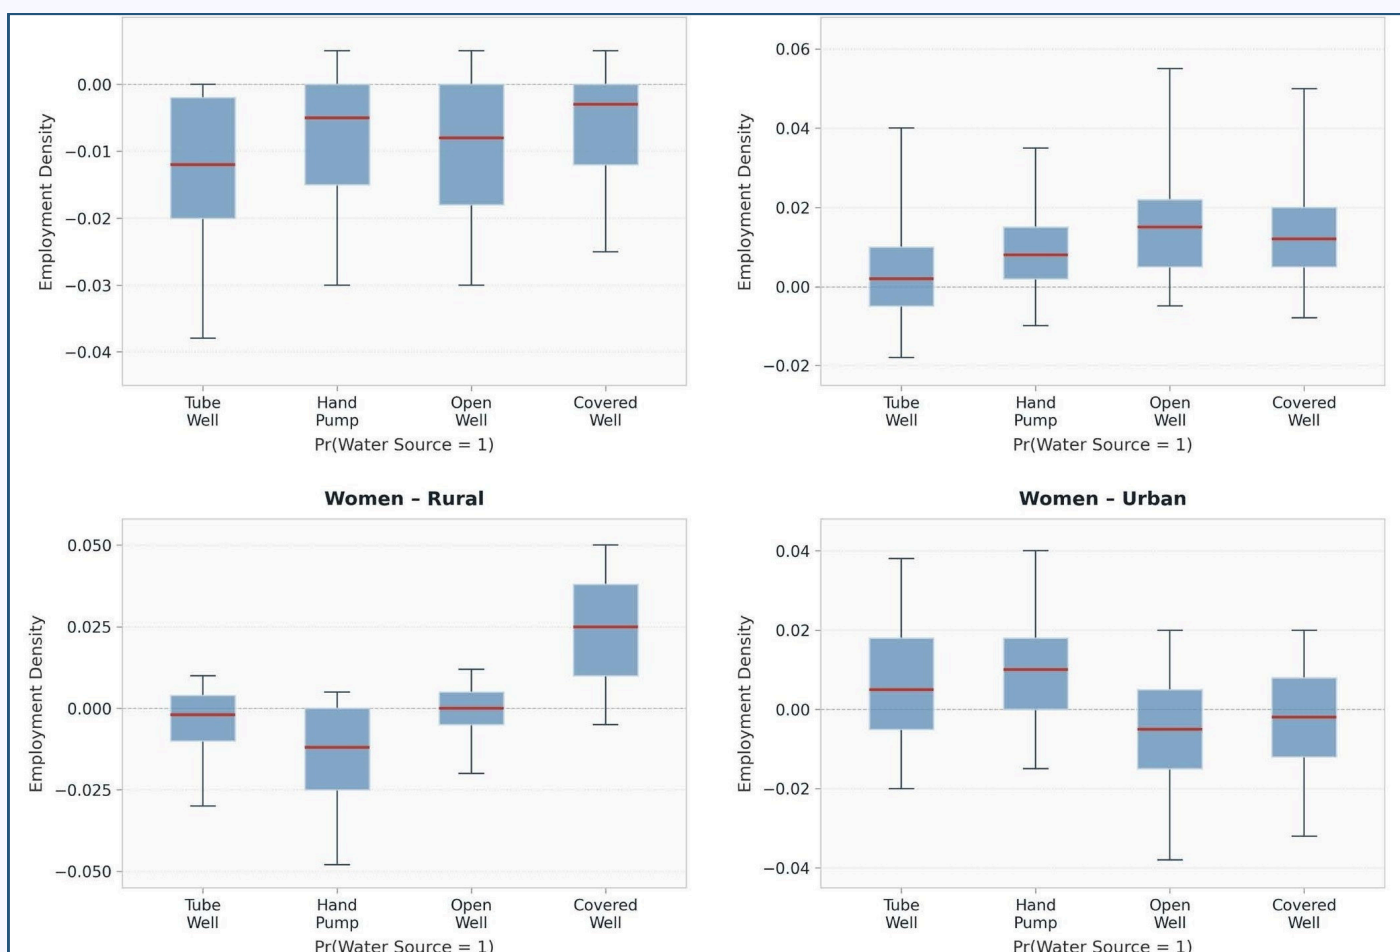 0.00
−0.01
−0.02
−0.03
−0.04
Employment Density
Tube Well
Hand Pump
Open Well
Covered Well
Pr(Water Source = 1)
0.06
0.04
0.02
0.00
−0.02
Employment Density
Tube Well
Hand Pump
Open Well
Covered Well
Pr(Water Source = 1)
Women – Rural
0.050
0.025
0.000
−0.025
−0.050
Employment Density
Tube Well
Hand Pump
Open Well
Covered Well
Pr(Water Source = 1)
Women – Urban
0.04
0.02
0.00
−0.02
−0.04
Employment Density
Tube Well
Hand Pump
Open Well
Covered Well
Pr(Water Source = 1)